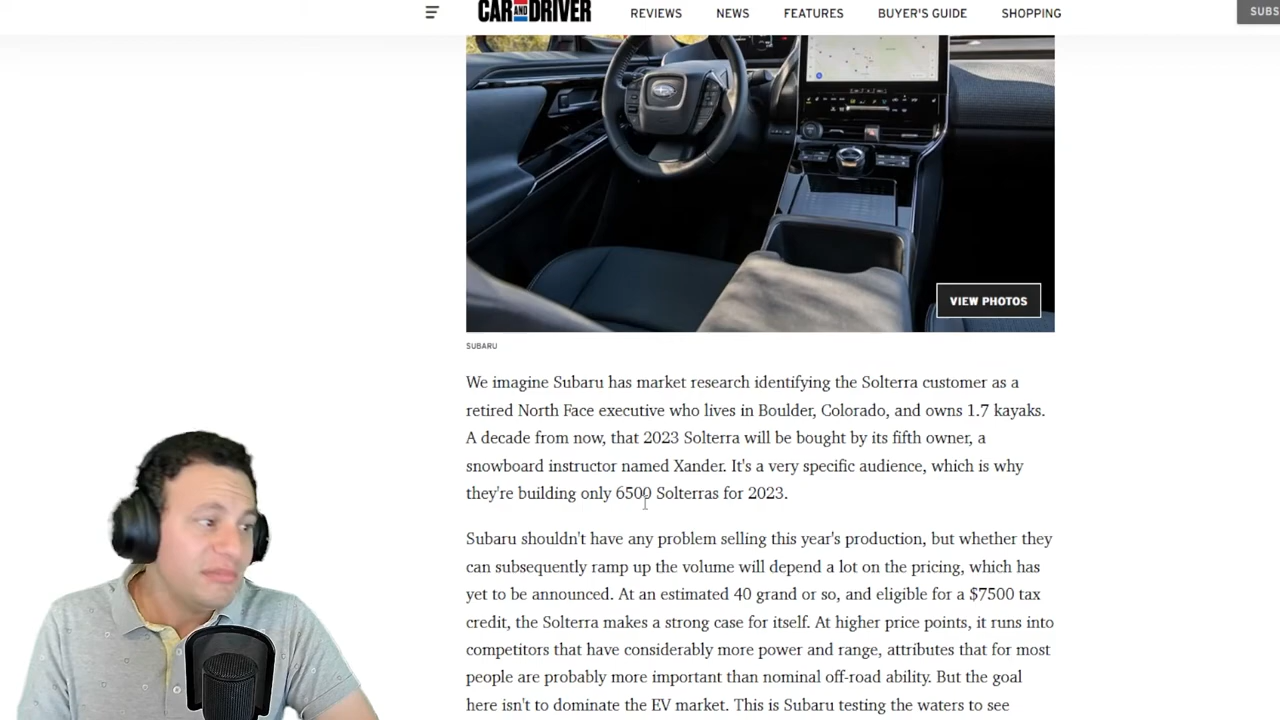 CAR AND DRIVER
REVIEWS NEWS FEATURES BUYER'S GUIDE SHOPPING
SUBS
VIEW PHOTOS
SUBARU
We imagine Subaru has market research identifying the Solterra customer as a
retired North Face executive who lives in Boulder, Colorado, and owns 1.7 kayaks.
A decade from now, that 2023 Solterra will be bought by its fifth owner, a
snowboard instructor named Xander. It's a very specific audience, which is why
they're building only 6500 Solterras for 2023.
Subaru shouldn't have any problem selling this year's production, but whether they
can subsequently ramp up the volume will depend a lot on the pricing, which has
yet to be announced. At an estimated 40 grand or so, and eligible for a $7500 tax
credit, the Solterra makes a strong case for itself. At higher price points, it runs into
competitors that have considerably more power and range, attributes that for most
people are probably more important than nominal off-road ability. But the goal
here isn't to dominate the EV market. This is Subaru testing the waters to see